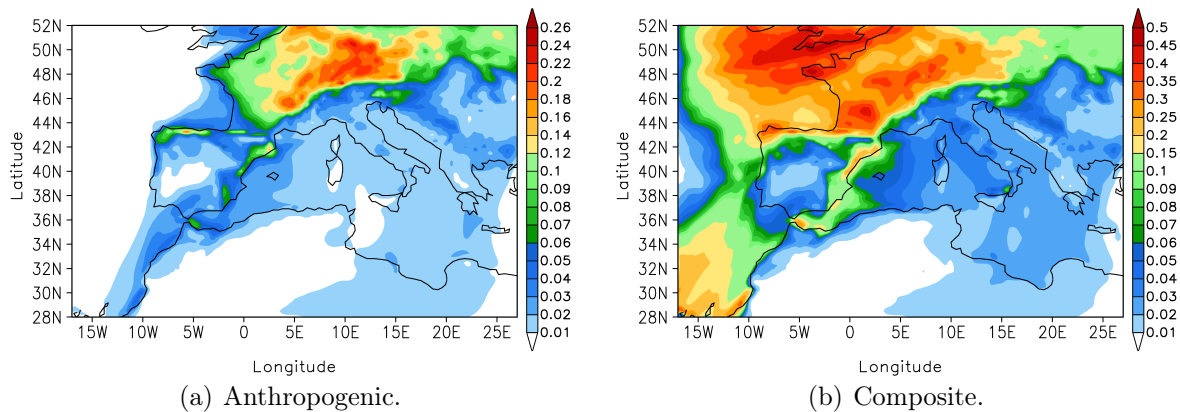 52N
50N
48N
46N
44N
42N
40N
38N
36N
34N
32N
30N
28N
Latitude
15W 10W 5W 0 5E 10E 15E 20E 25E
Longitude
0.26
0.24
0.22
0.2
0.18
0.16
0.14
0.12
0.1
0.09
0.08
0.07
0.06
0.05
0.04
0.03
0.02
0.01
(a) Anthropogenic.
52N
50N
48N
46N
44N
42N
40N
38N
36N
34N
32N
30N
28N
Latitude
15W 10W 5W 0 5E 10E 15E 20E 25E
Longitude
0.5
0.45
0.4
0.35
0.3
0.25
0.2
0.15
0.1
0.09
0.08
0.07
0.06
0.05
0.04
0.03
0.02
0.01
(b) Composite.